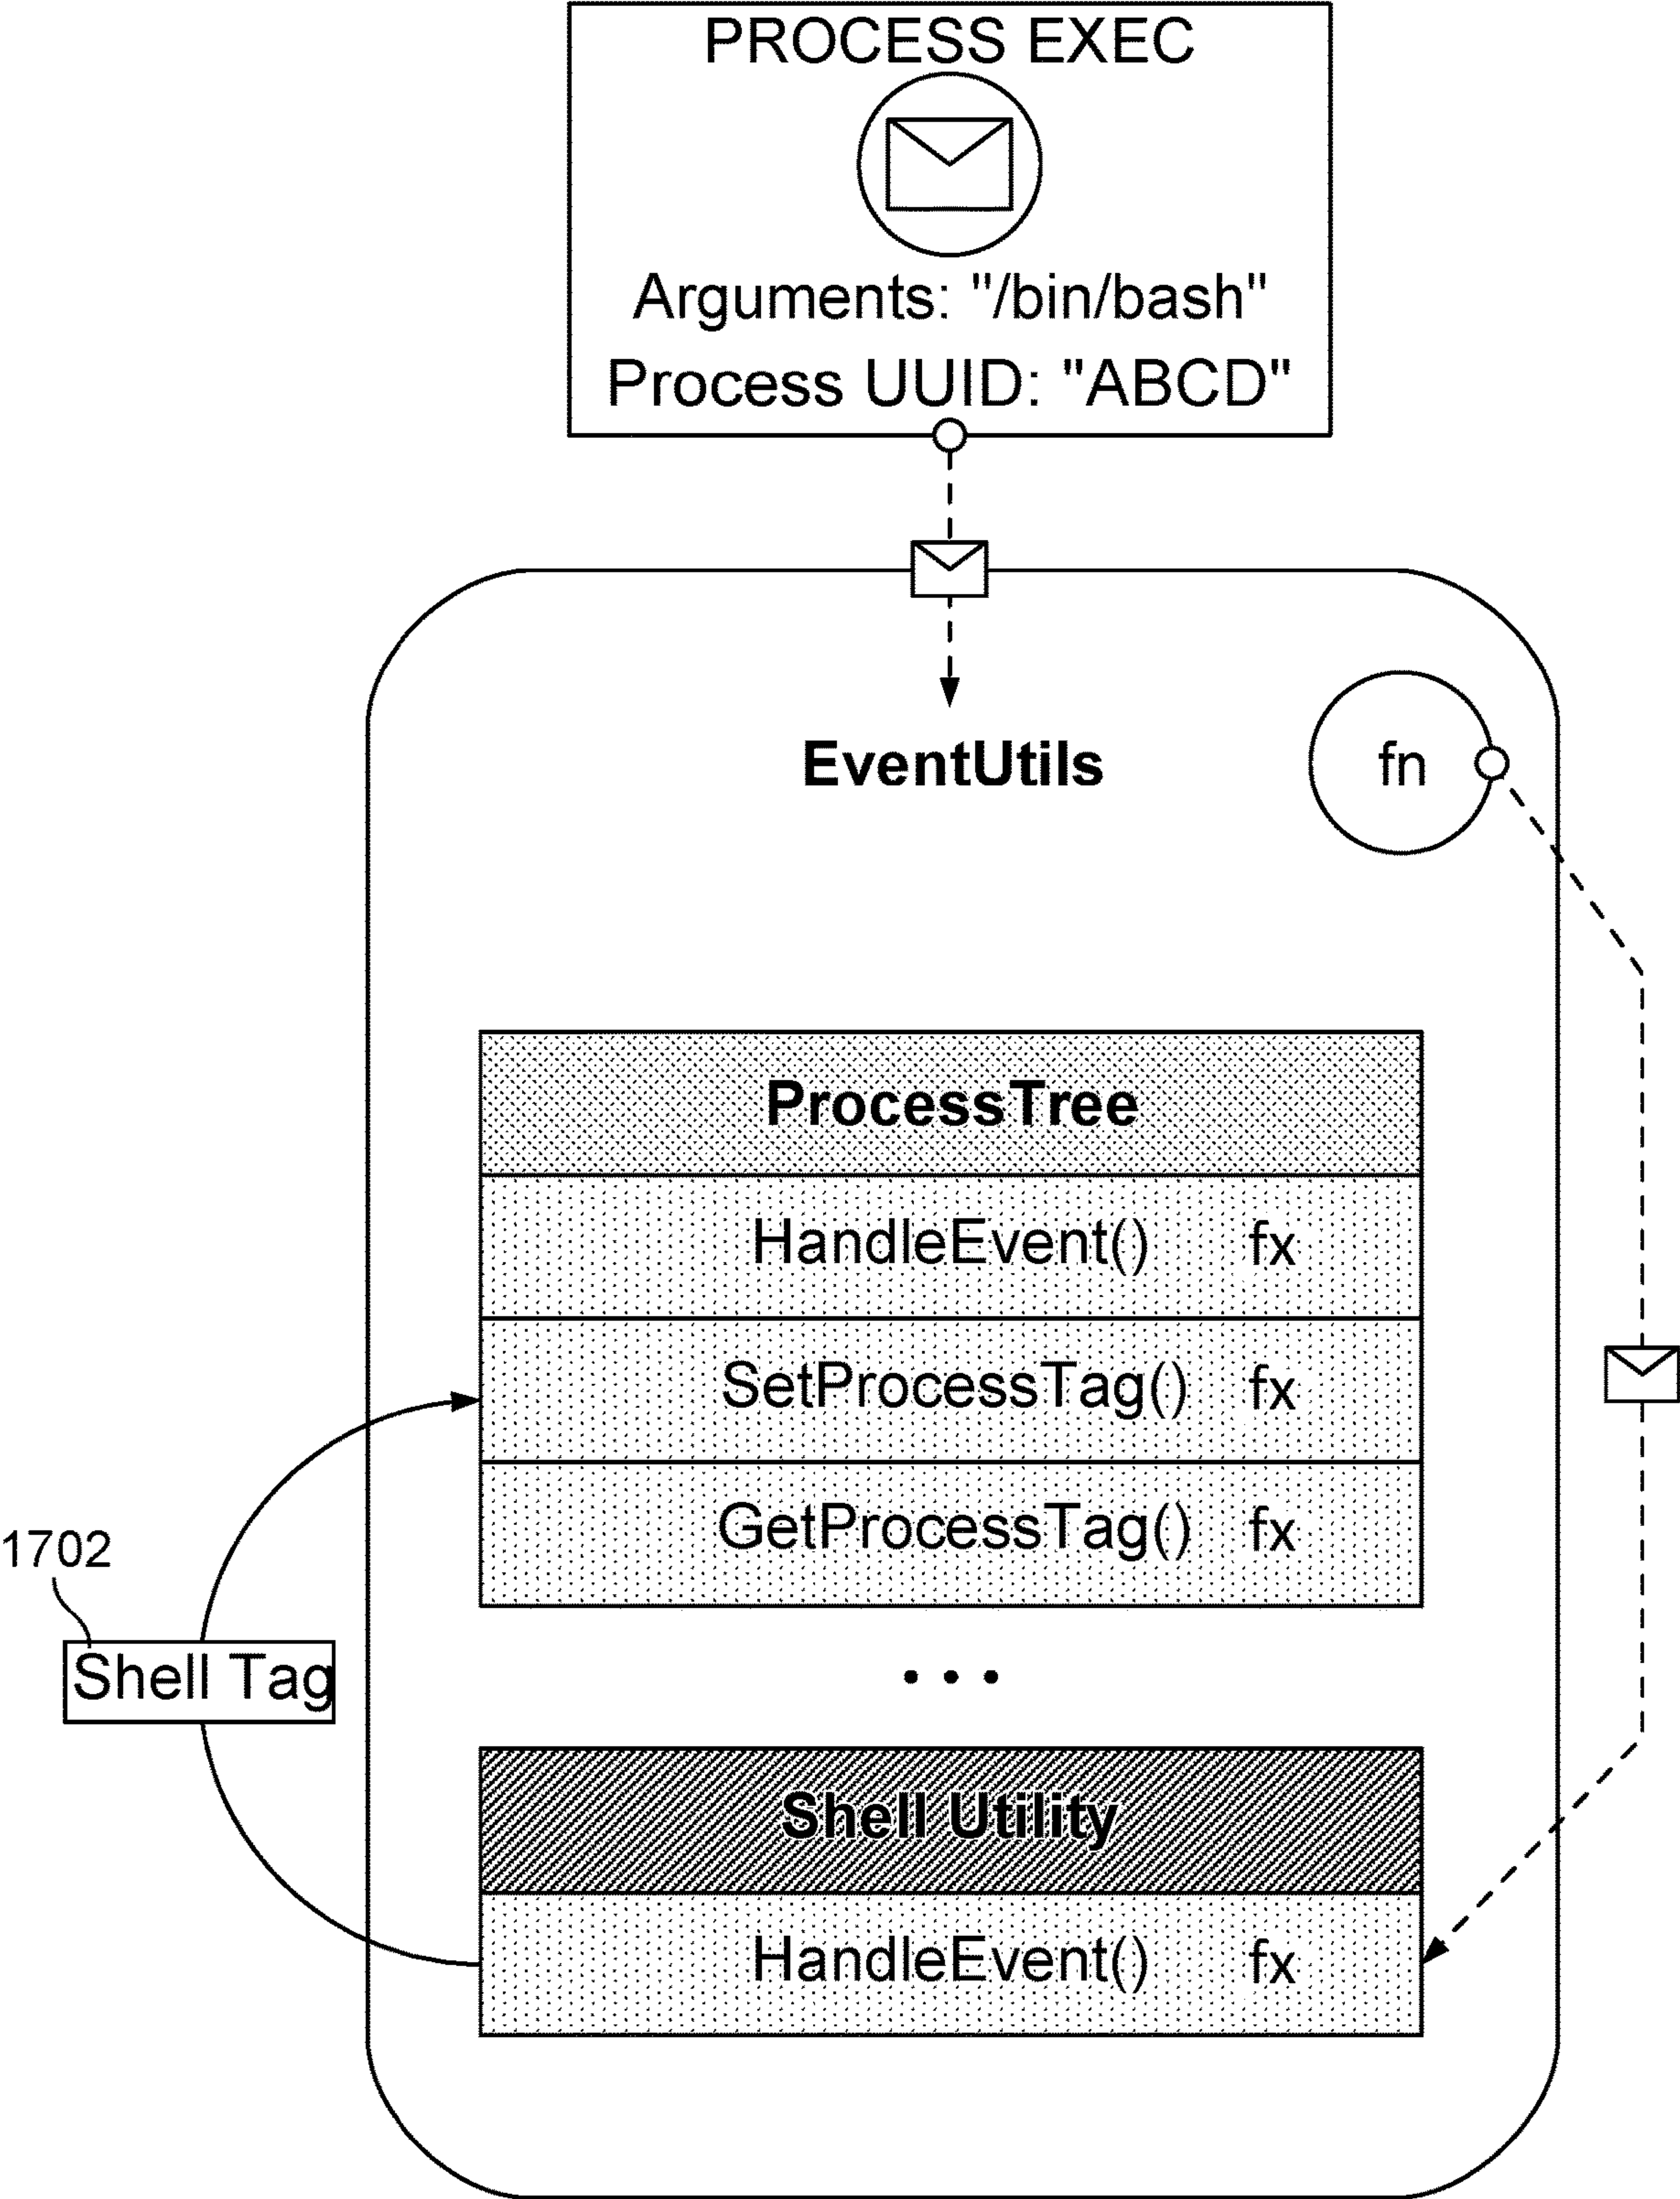 PROCESS EXEC
Arguments: "/bin/bash"
Process UUID: "ABCD"
EventUtils
fn
ProcessTree
HandleEvent() fx
SetProcessTag() fx
GetProcessTag() fx
1702
Shell Tag
...
Shell Utility
HandleEvent() fx